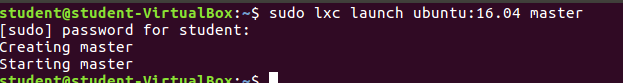 student@student-VirtualBox:~$ sudo lxc launch ubuntu:16.04 master
[sudo] password for student:
Creating master
Starting master
student@student-VirtualBox:~$